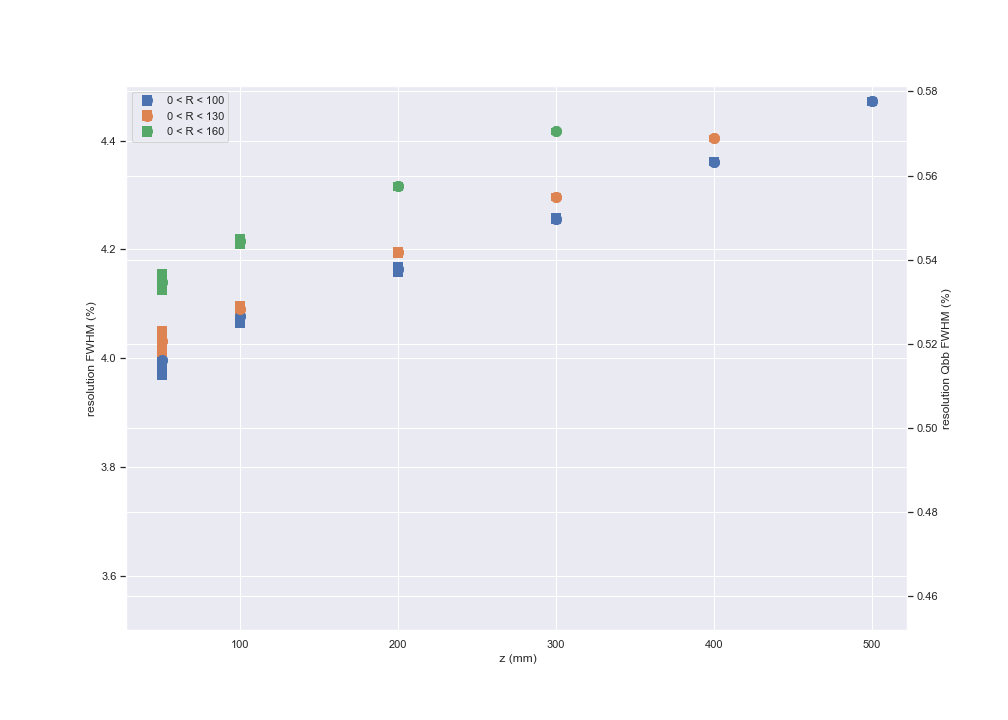 0 < R < 100
0 < R < 130
0 < R < 160
4.4
4.2
4.0
3.8
3.6
resolution FWHM (%)
0.58
0.56
0.54
0.52
0.50
0.48
0.46
resolution Qbb FWHM (%)
100 200 300 400 500
z (mm)